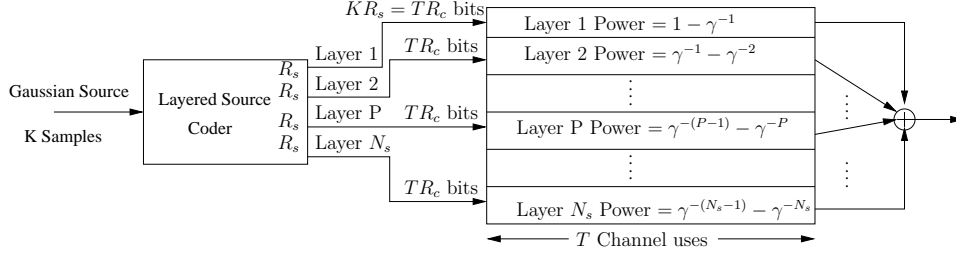 Gaussian Source
K Samples
Layered Source
Coder
R_s
R_s
R_s
R_s
Layer 1
Layer 2
Layer P
Layer N_s
KR_s = TR_c bits
TR_c bits
TR_c bits
TR_c bits
Layer 1 Power = 1 − γ^{-1}
Layer 2 Power = γ^{-1} − γ^{-2}
⋮
Layer P Power = γ^{-(P-1)} − γ^{-P}
⋮
Layer N_s Power = γ^{-(N_s-1)} − γ^{-N_s}
T Channel uses
⋮
⋮